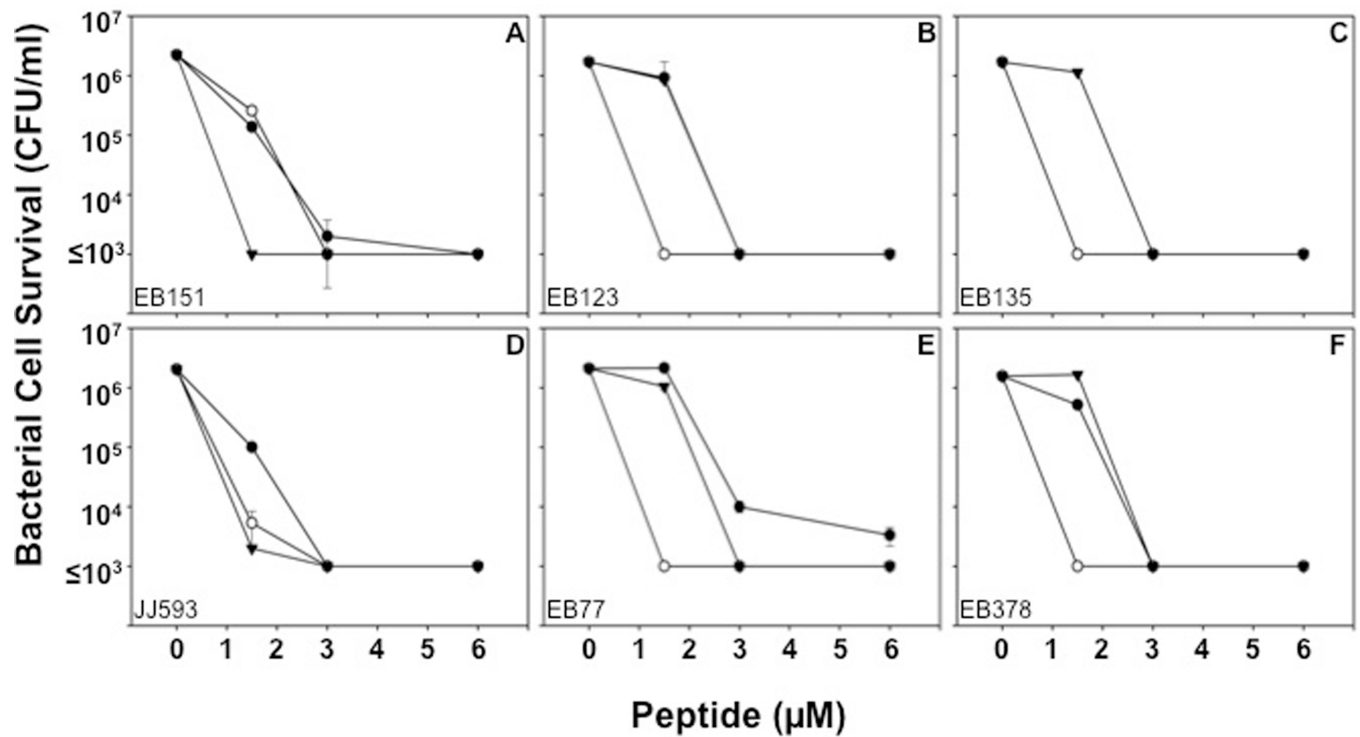 Bacterial Cell Survival (CFU/ml)
10⁷
10⁶
10⁵
10⁴
≤10³
A
EB151
B
EB123
C
EB135
10⁷
10⁶
10⁵
10⁴
≤10³
D
JJ593
E
EB77
F
EB378
0 1 2 3 4 5 6
0 1 2 3 4 5 6
0 1 2 3 4 5 6
Peptide (µM)